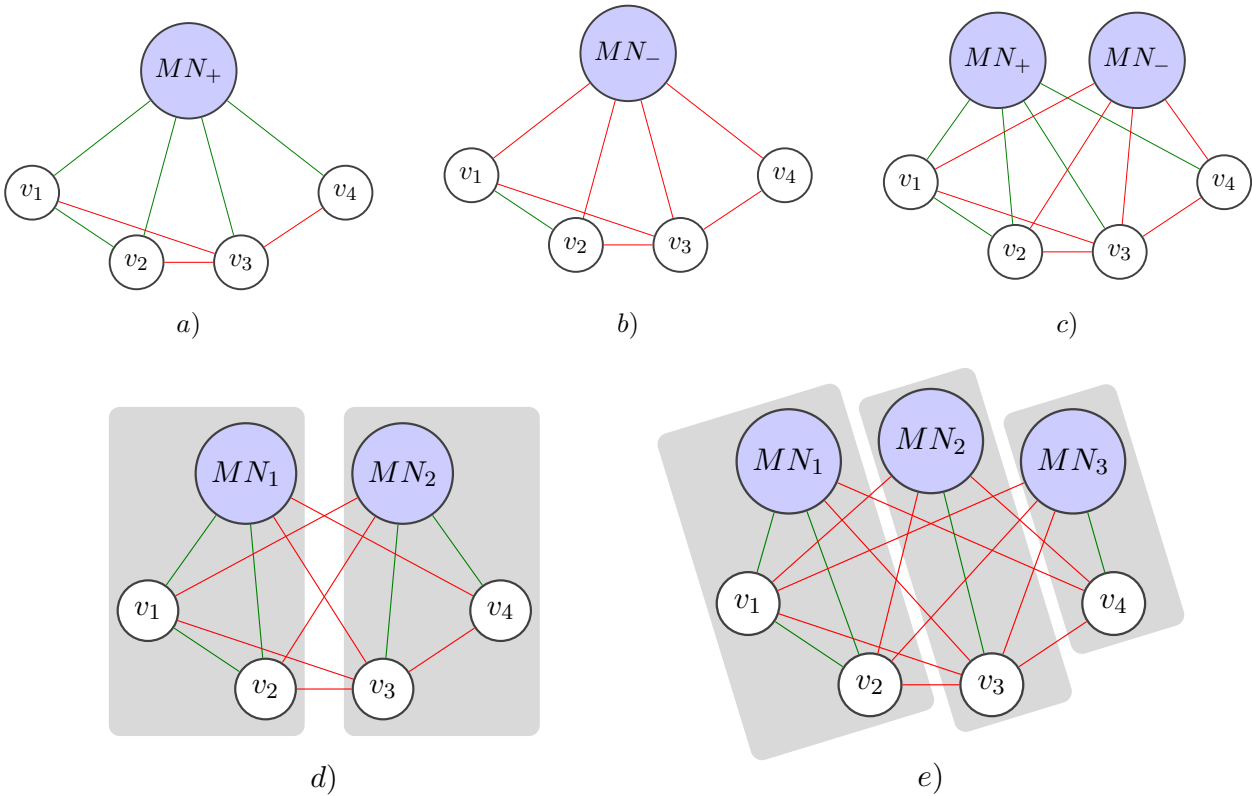 MN₊
v₁
v₂
v₃
v₄
a)
MN₋
v₁
v₂
v₃
v₄
b)
MN₊ MN₋
v₁
v₂
v₃
v₄
c)
MN₁ MN₂
v₁
v₂
v₃
v₄
d)
MN₁ MN₂ MN₃
v₁
v₂
v₃
v₄
e)